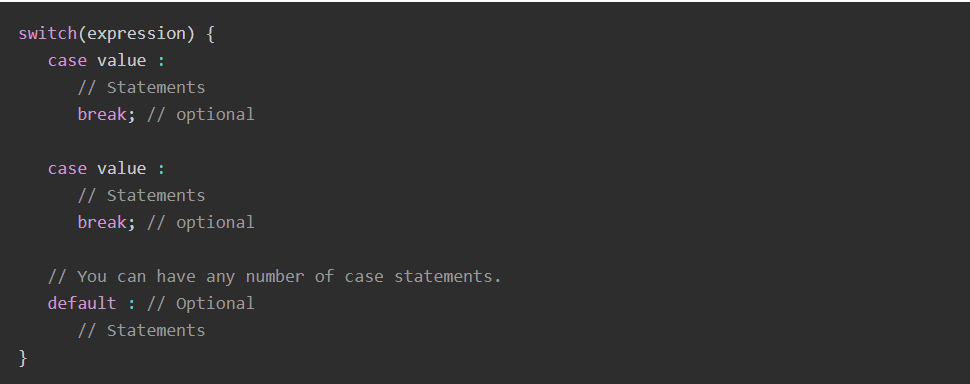 switch(expression) {
   case value :
      // Statements
      break; // optional

   case value :
      // Statements
      break; // optional

   // You can have any number of case statements.
   default : // Optional
      // Statements
}